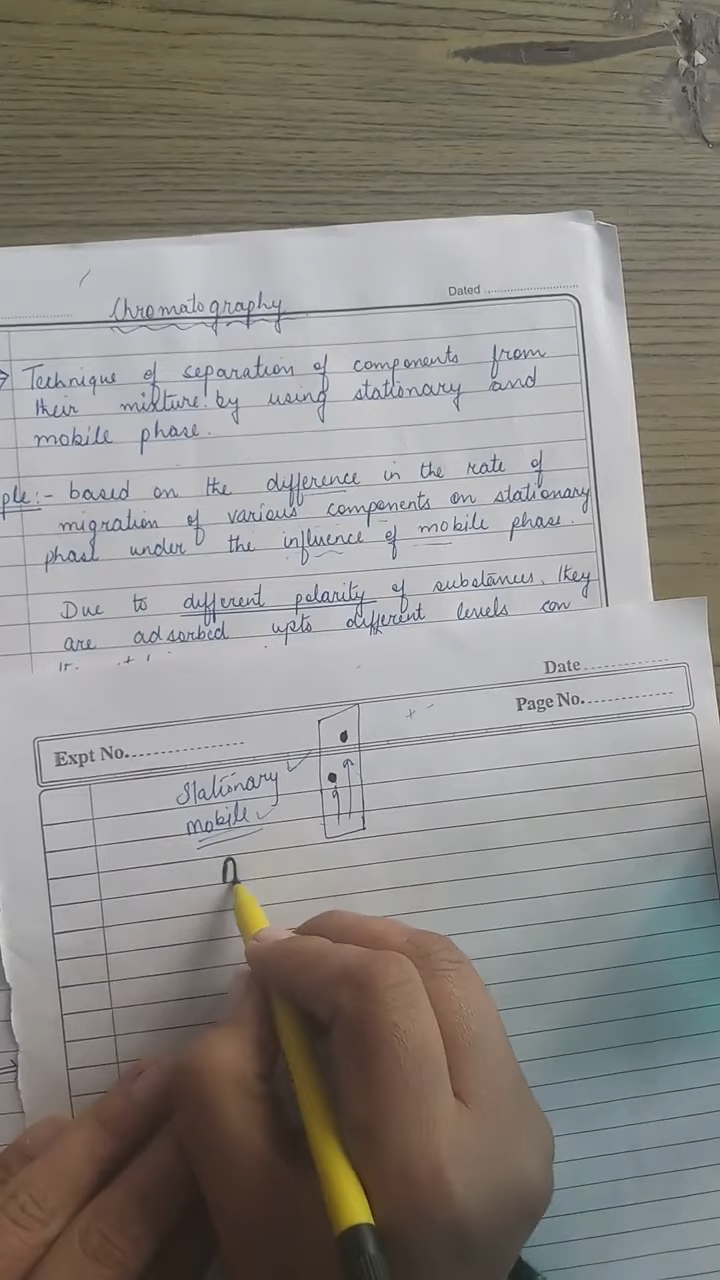 Dated
Chromatography
Technique of separation of components from
their mixture by using stationary and
mobile phase.
ple:- based on the difference in the rate of
migration of various components on stationary
phase under the influence of mobile phase.
Due to different polarity of substances, they
are adsorbed upto different levels con
Date
Page No.
Expt No.
+ -
Stationary
mobile